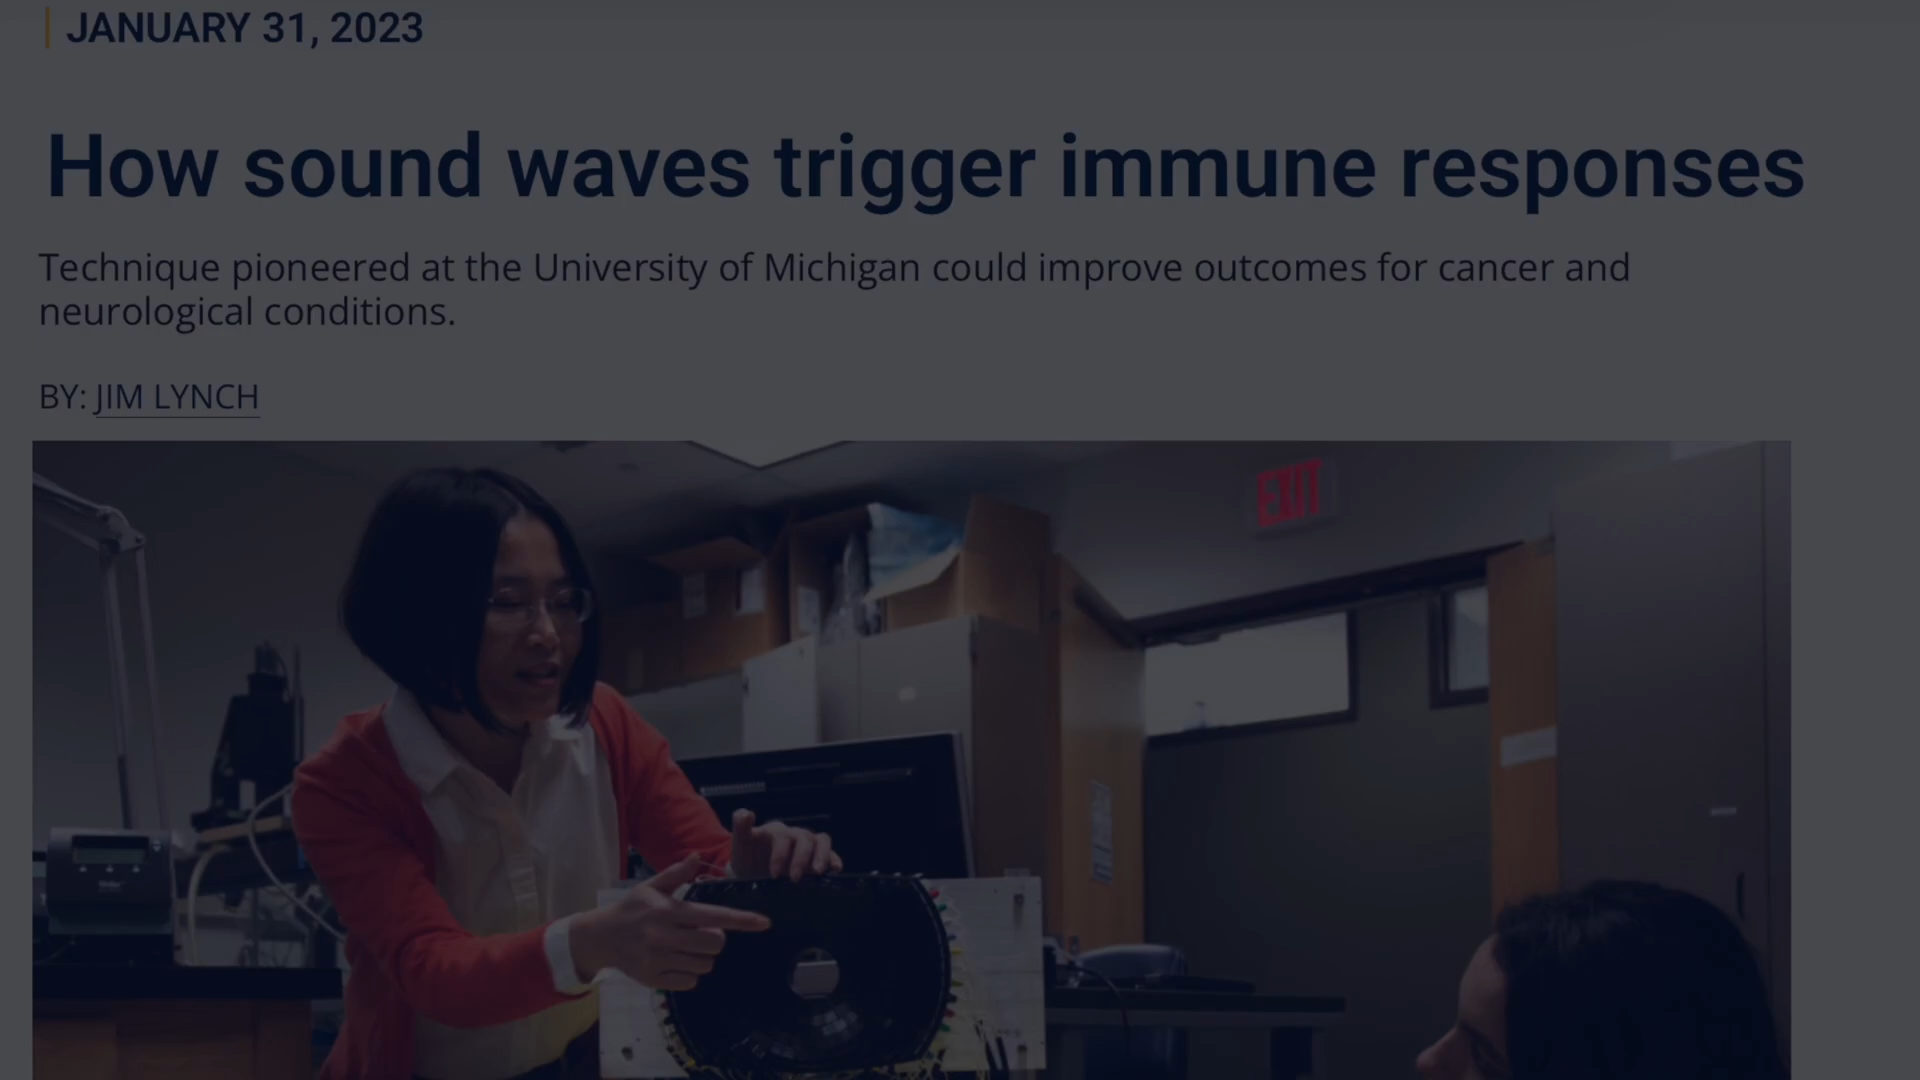 JANUARY 31, 2023
How sound waves trigger immune responses
Technique pioneered at the University of Michigan could improve outcomes for cancer and
neurological conditions.
BY: JIM LYNCH
EXIT